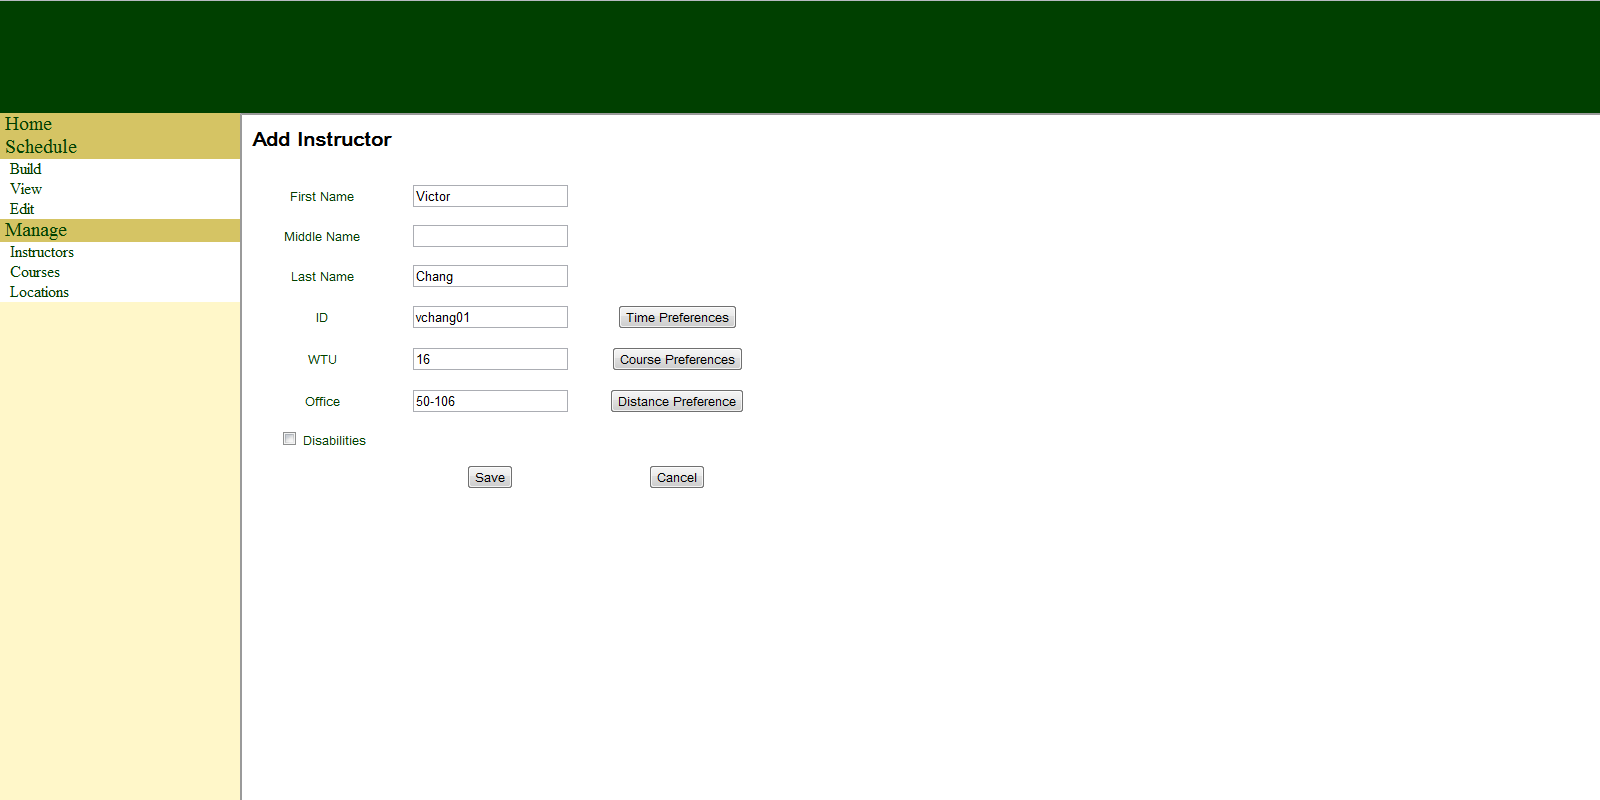 Home
Schedule
Build
View
Edit
Manage
Instructors
Courses
Locations
Add Instructor
First Name Victor
Middle Name
Last Name Chang
ID vchang01 Time Preferences
WTU 16 Course Preferences
Office 50-106 Distance Preference
Disabilities
Save Cancel